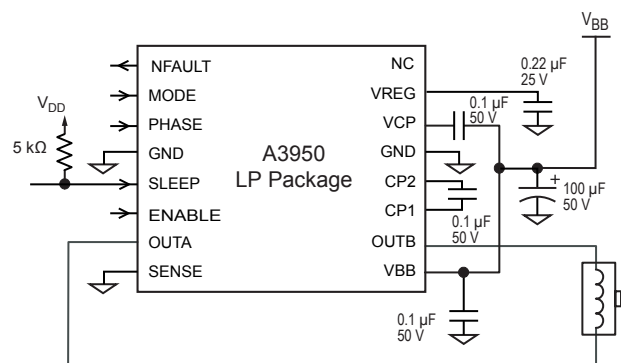 V_BB
NFAULT
MODE
PHASE
GND
SLEEP
ENABLE
OUTA
SENSE
A3950
LP Package
NC
VREG
VCP
GND
CP2
CP1
OUTB
VBB
V_DD
5 kΩ
0.22 µF
25 V
0.1 µF
50 V
0.1 µF
50 V
+
100 µF
50 V
0.1 µF
50 V